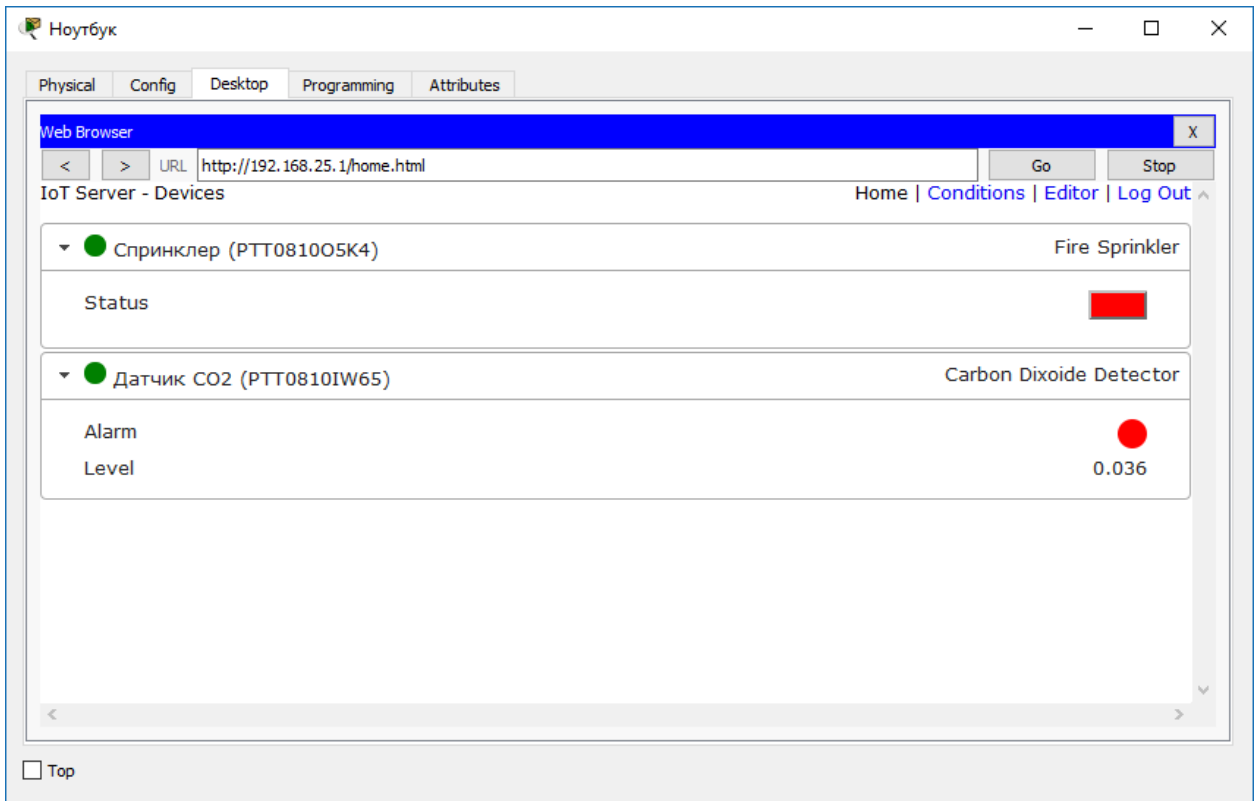 Ноутбук
Physical Config Desktop Programming Attributes
Web Browser X
< > URL http://192.168.25.1/home.html Go Stop
IoT Server - Devices Home | Conditions | Editor | Log Out
Спринклер (PTT0810O5K4) Fire Sprinkler
Status
Датчик CO2 (PTT0810IW65) Carbon Dixoide Detector
Alarm
Level 0.036
Top